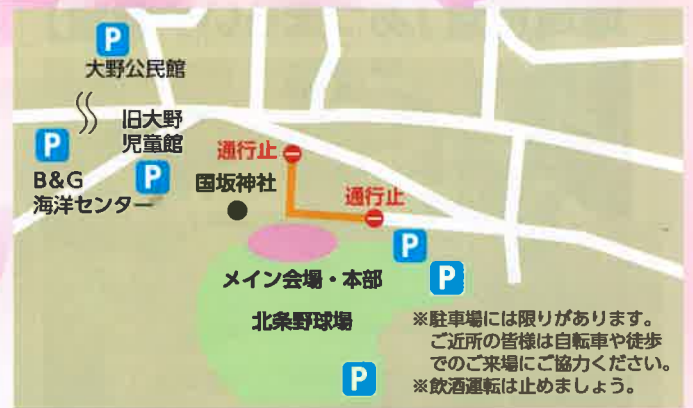 P
大野公民館
旧大野
児童館
P
B&G
海洋センター
P
国坂神社
通行止
通行止
P
P
メイン会場・本部
北条野球場
P
※駐車場には限りがあります。
ご近所の皆様は自転車や徒歩
でのご来場にご協力ください。
※飲酒運転は止めましょう。